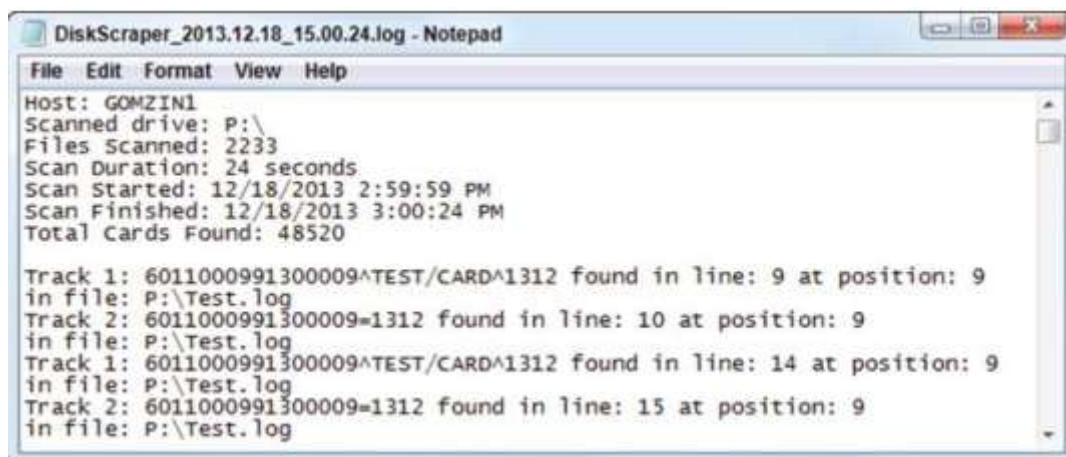 DiskScraper_2013.12.18_15.00.24.log - Notepad
File Edit Format View Help
Host: GOMZIN1
Scanned drive: P:\
Files Scanned: 2233
Scan Duration: 24 seconds
Scan Started: 12/18/2013 2:59:59 PM
Scan Finished: 12/18/2013 3:00:24 PM
Total Cards Found: 48520
Track 1: 6011000991300009^TEST/CARD^1312 found in line: 9 at position: 9
in file: P:\Test.log
Track 2: 6011000991300009=1312 found in line: 10 at position: 9
in file: P:\Test.log
Track 1: 6011000991300009^TEST/CARD^1312 found in line: 14 at position: 9
in file: P:\Test.log
Track 2: 6011000991300009=1312 found in line: 15 at position: 9
in file: P:\Test.log